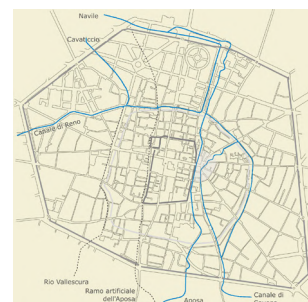 Navile
Cavaticcio
Canale di Reno
Rio Vallescura
Ramo artificiale
dell'Aposa
Aposa
Canale di